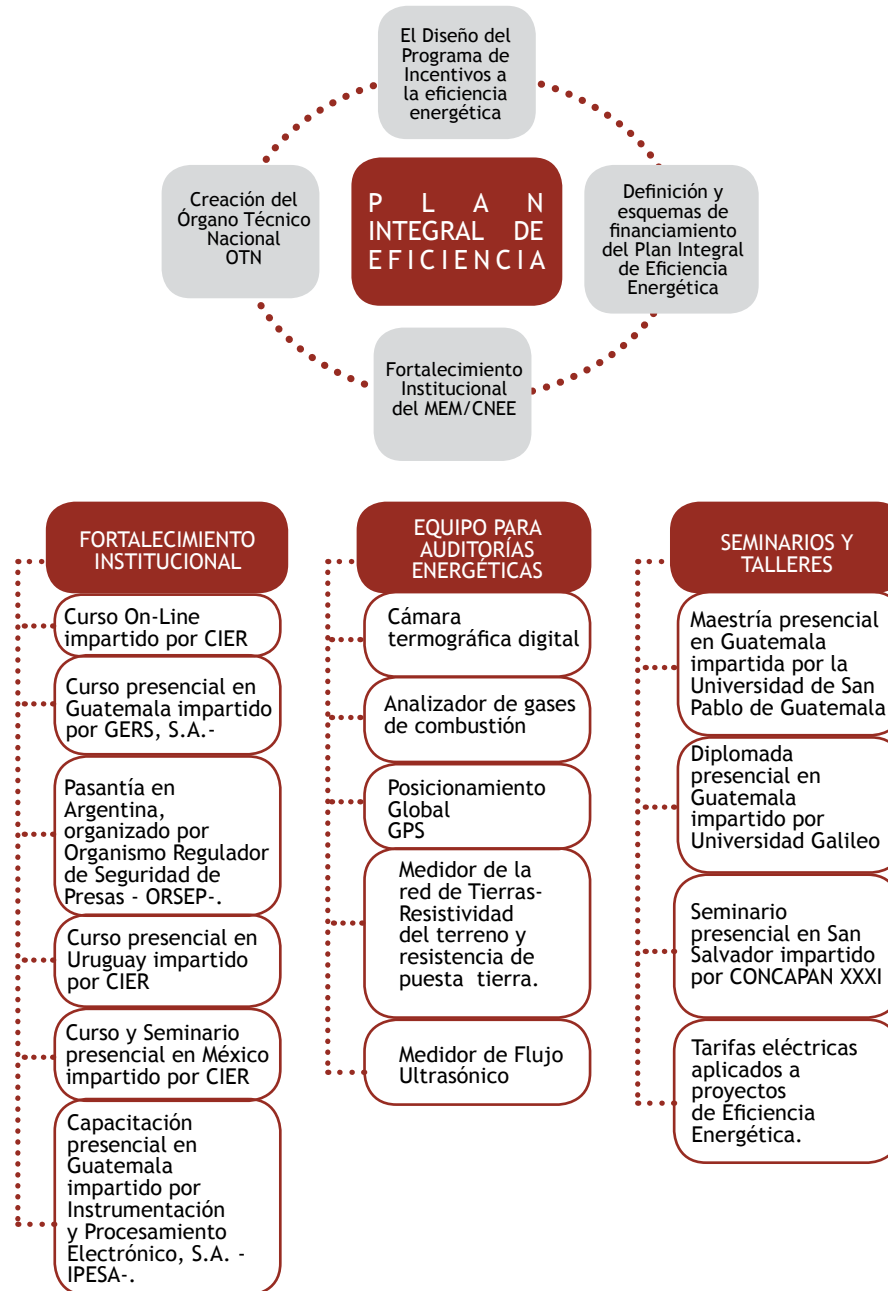 El Diseño del
Programa de
Incentivos a
la eficiencia
energética
Creación del
Órgano Técnico
Nacional
OTN
PLAN
INTEGRAL DE
EFICIENCIA
Definición y
esquemas de
financiamiento
del Plan Integral
de Eficiencia
Energética
Fortalecimiento
Institucional
del MEM/CNEE
FORTALECIMIENTO
INSTITUCIONAL
Curso On-Line
impartido por CIER
Curso presencial en
Guatemala impartido
por GERS, S.A.-
Pasantía en
Argentina,
organizado por
Organismo Regulador
de Seguridad de
Presas - ORSEP-.
Curso presencial en
Uruguay impartido
por CIER
Curso y Seminario
presencial en México
impartido por CIER
Capacitación
presencial en
Guatemala
impartido por
Instrumentación
y Procesamiento
Electrónico, S.A. -
IPESA-.
EQUIPO PARA
AUDITORÍAS
ENERGÉTICAS
Cámara
termográfica digital
Analizador de gases
de combustión
Posicionamiento
Global
GPS
Medidor de la
red de Tierras-
Resistividad
del terreno y
resistencia de
puesta tierra.
Medidor de Flujo
Ultrasónico
SEMINARIOS Y
TALLERES
Maestría presencial
en Guatemala
impartida por la
Universidad de San
Pablo de Guatemala
Diplomada
presencial en
Guatemala
impartido por
Universidad Galileo
Seminario
presencial en San
Salvador impartido
por CONCAPAN XXXI
Tarifas eléctricas
aplicados a
proyectos
de Eficiencia
Energética.